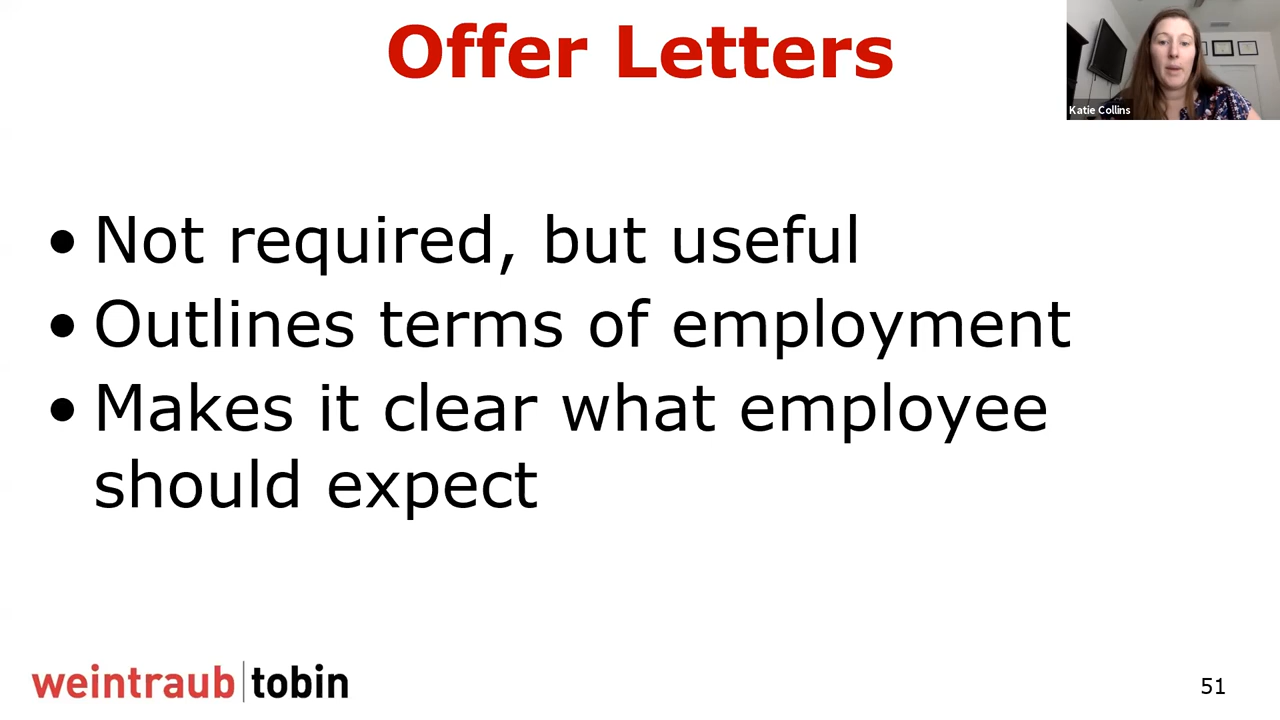 Offer Letters
Katie Collins
• Not required, but useful
• Outlines terms of employment
• Makes it clear what employee
should expect
weintraub|tobin
51